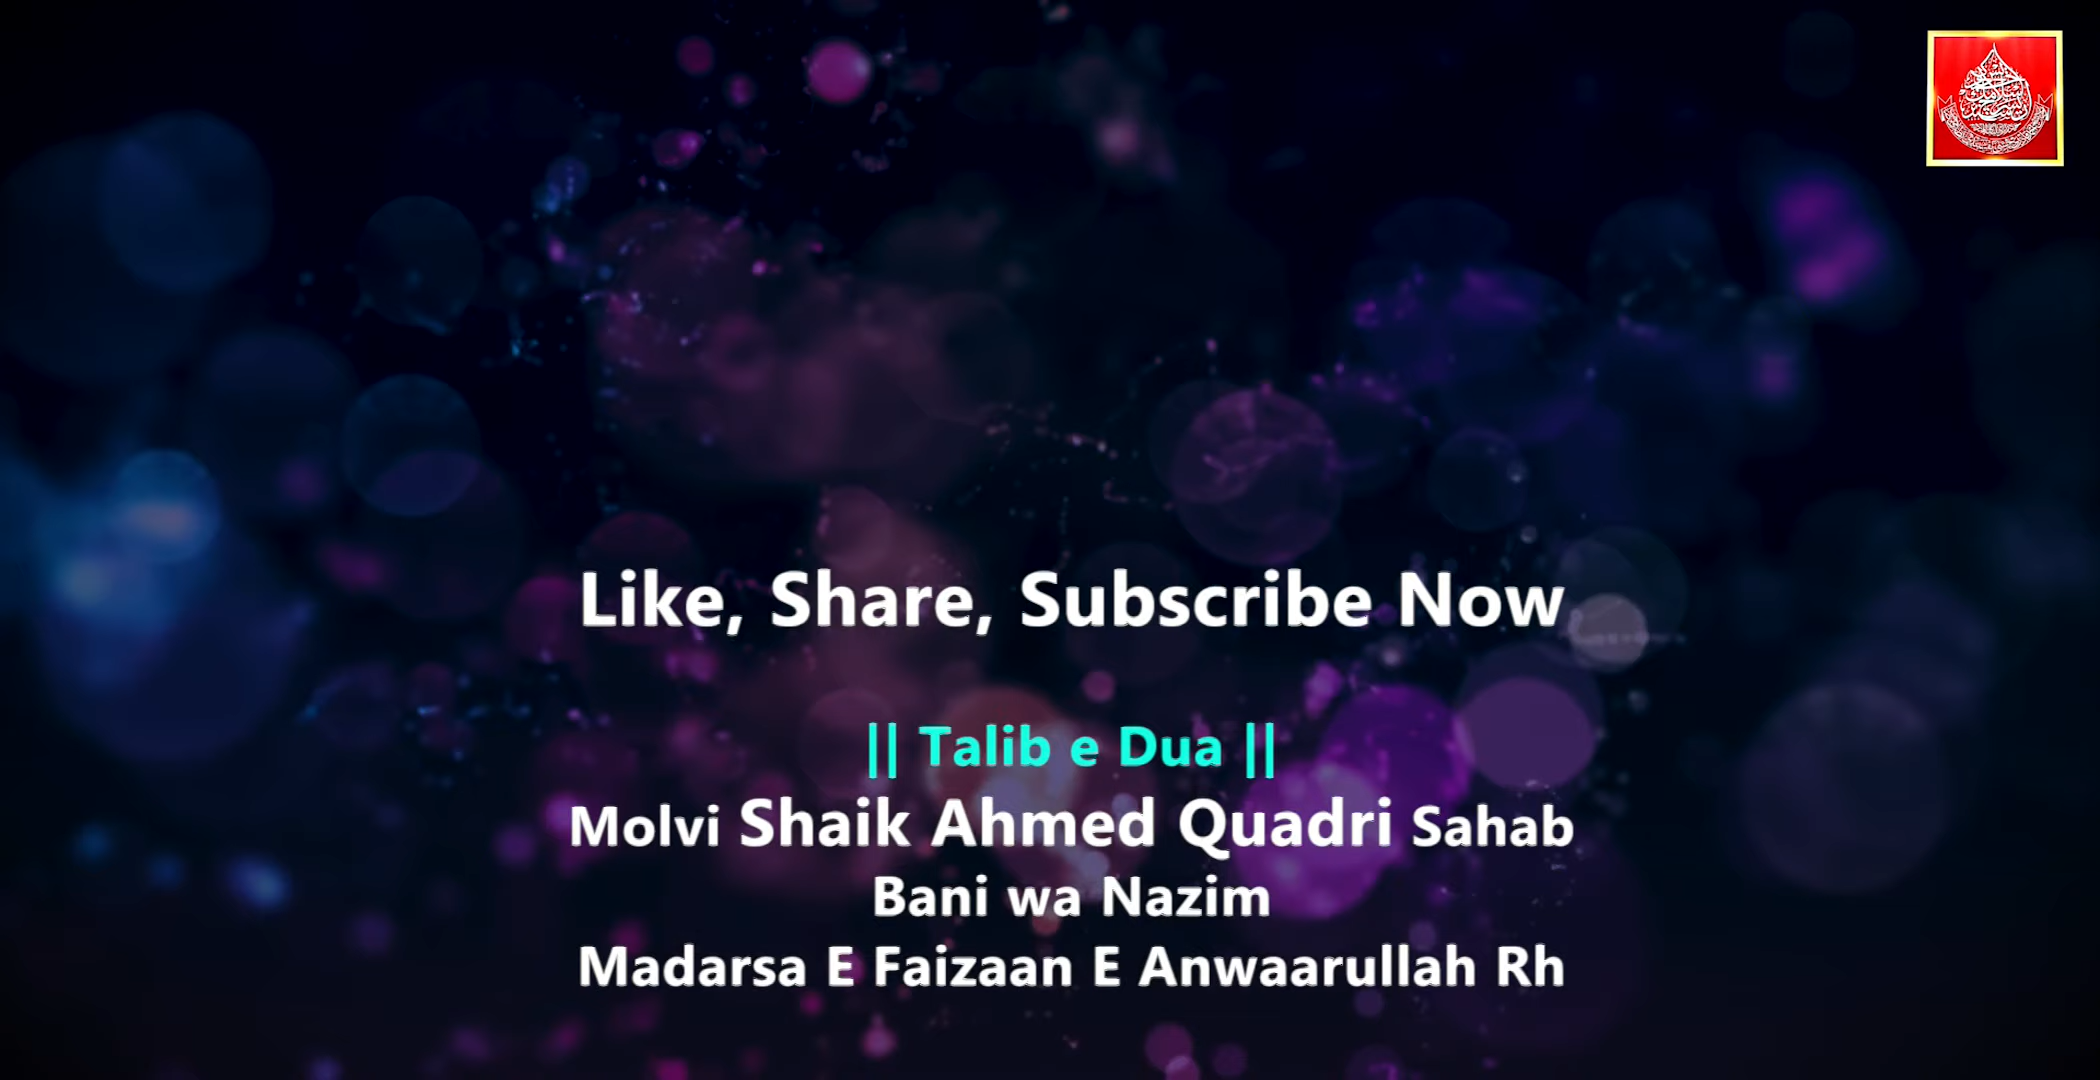 Like, Share, Subscribe Now
|| Talib e Dua ||
Molvi Shaik Ahmed Quadri Sahab
Bani wa Nazim
Madarsa E Faizaan E Anwaarullah Rh